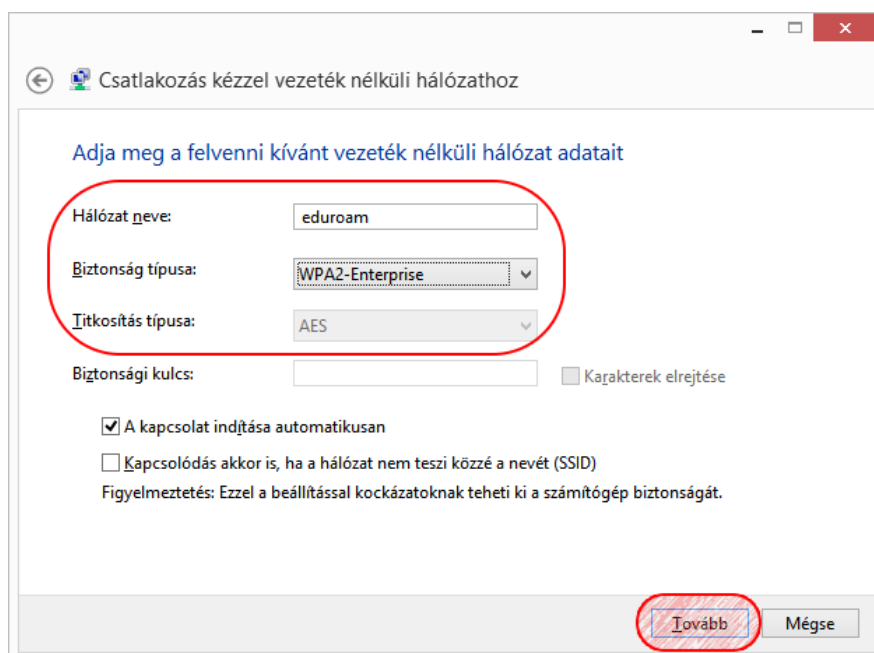 Csatlakozás kézzel vezeték nélküli hálózathoz
Adja meg a felvenni kívánt vezeték nélküli hálózat adatait
Hálózat neve: eduroam
Biztonság típusa: WPA2-Enterprise
Titkosítás típusa: AES
Biztonsági kulcs: Karakterek elrejtése
A kapcsolat indítása automatikusan
Kapcsolódás akkor is, ha a hálózat nem teszi közzé a nevét (SSID)
Figyelmeztetés: Ezzel a beállítással kockázatoknak teheti ki a számítógép biztonságát.
Tovább Mégse